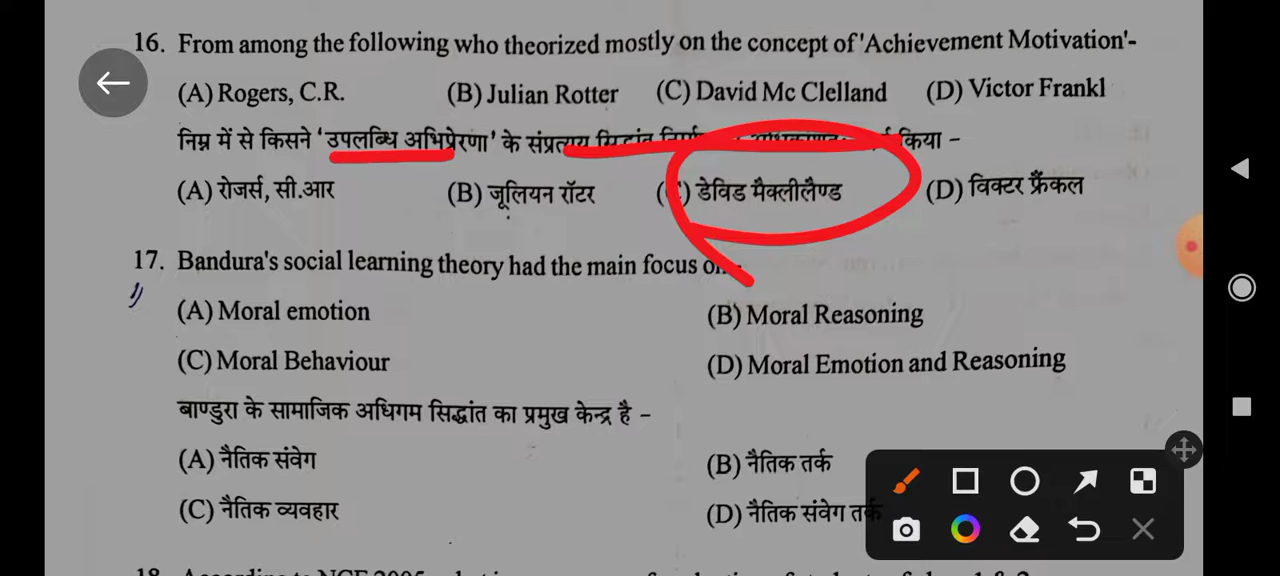 16. From among the following who theorized mostly on the concept of 'Achievement Motivation'-
(A) Rogers, C.R. (B) Julian Rotter (C) David Mc Clelland (D) Victor Frankl
निम्न में से किसने 'उपलब्धि अभिप्रेरणा' के संप्रत्यय सिद्धांत किया –
(A) रोजर्स, सी.आर (B) जूलियन रॉटर (C) डेविड मैक्लीलैण्ड (D) विक्टर फ्रैंकल
17. Bandura's social learning theory had the main focus on -
(A) Moral emotion (B) Moral Reasoning
(C) Moral Behaviour (D) Moral Emotion and Reasoning
बाण्डुरा के सामाजिक अधिगम सिद्धांत का प्रमुख केन्द्र है –
(A) नैतिक संवेग (B) नैतिक तर्क
(C) नैतिक व्यवहार (D) नैतिक संवेग तर्क